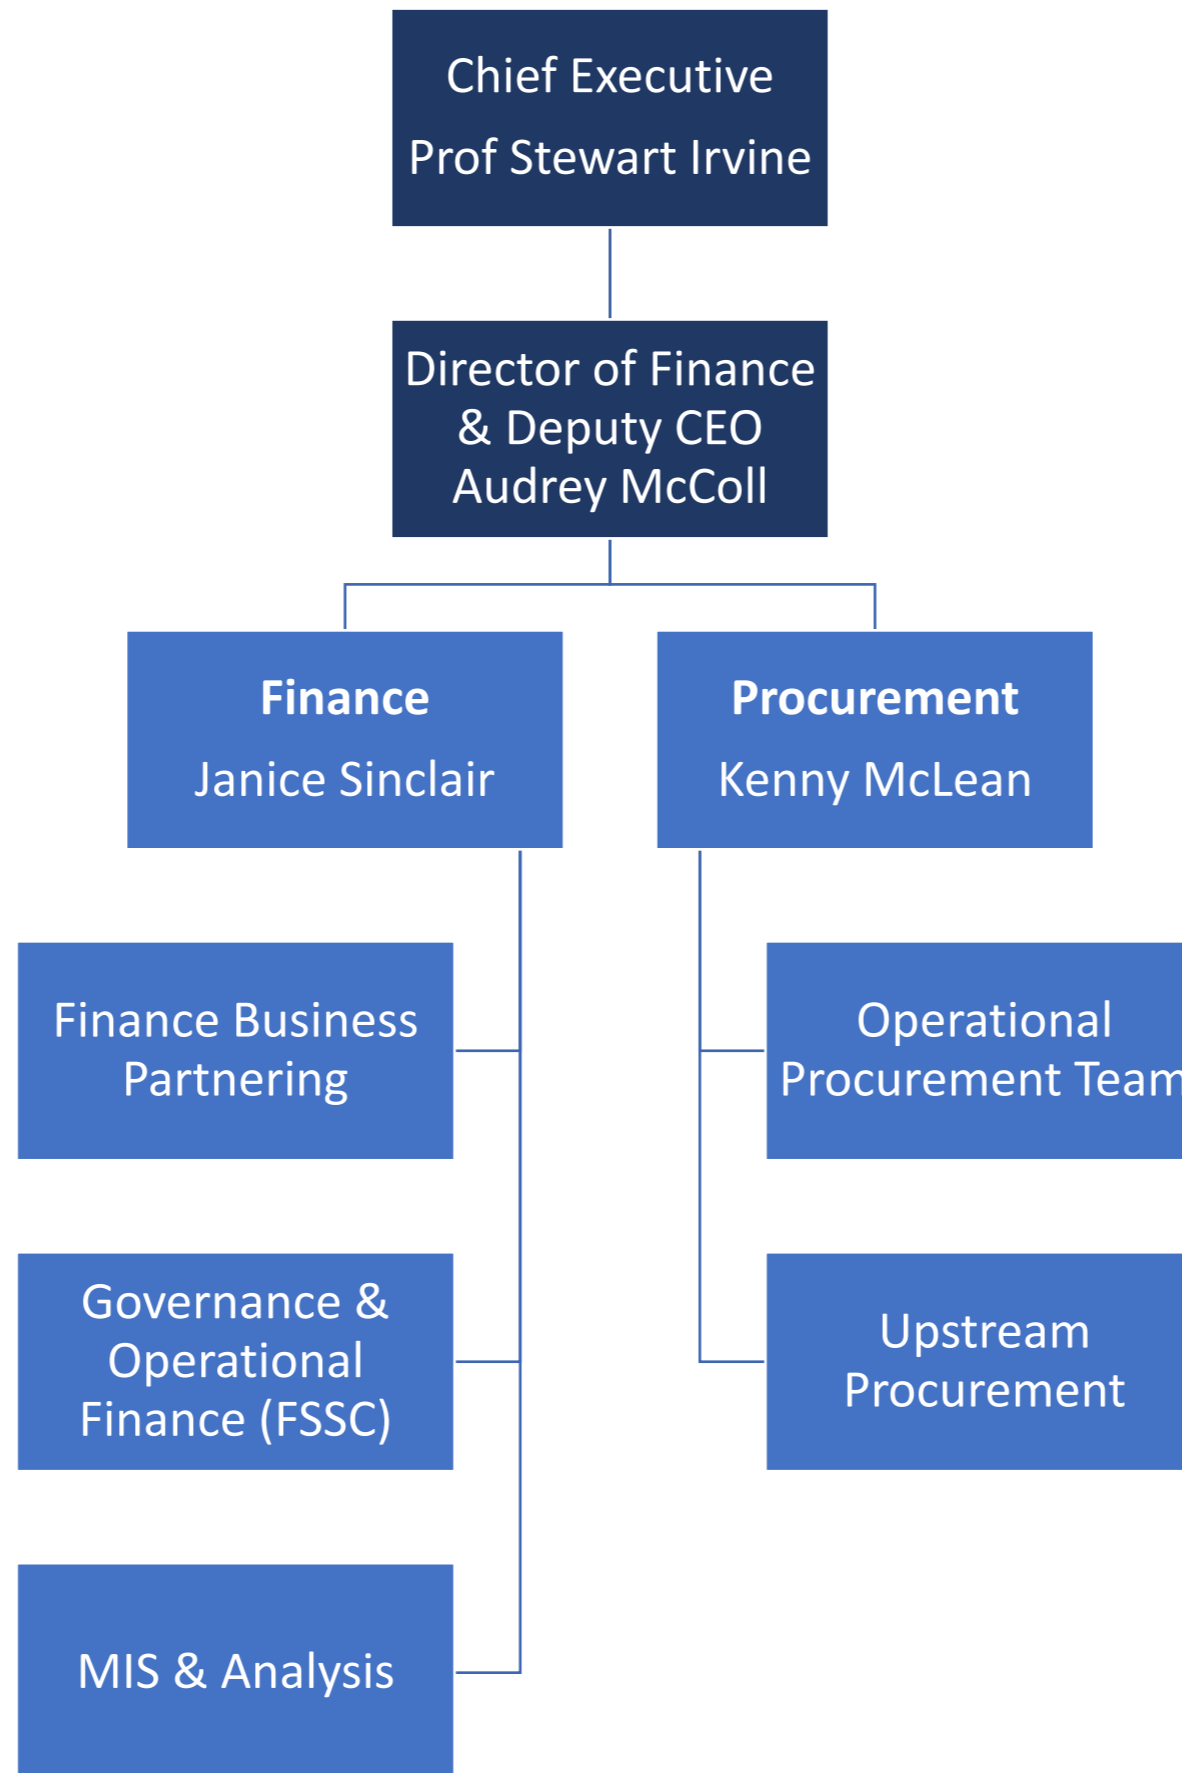 Chief Executive
Prof Stewart Irvine
Director of Finance
& Deputy CEO
Audrey McColl
Finance
Janice Sinclair
Procurement
Kenny McLean
Finance Business
Partnering
Governance &
Operational
Finance (FSSC)
MIS & Analysis
Operational
Procurement Team
Upstream
Procurement